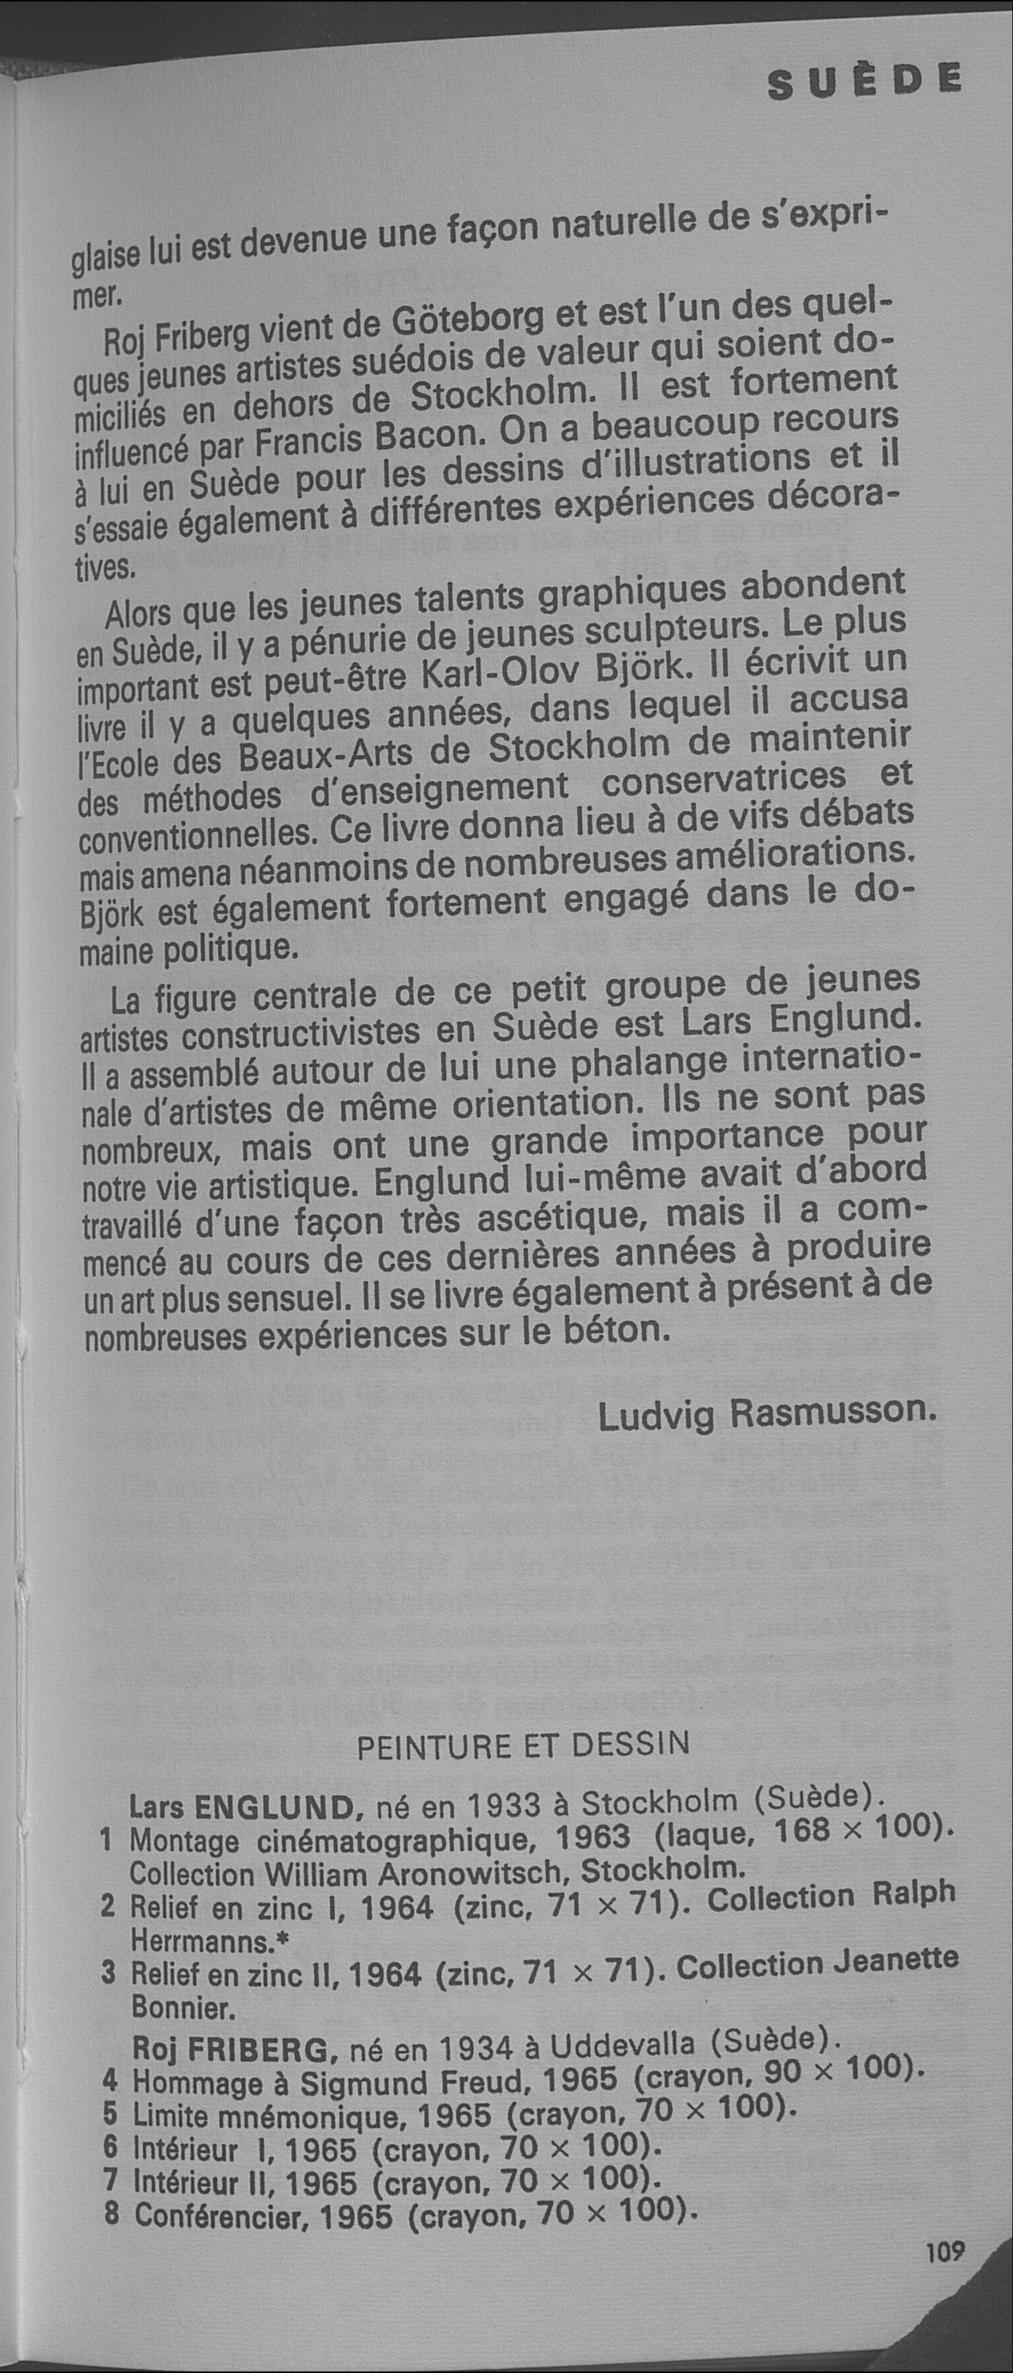 SUÈDE
glaise lui est devenue une façon naturelle de s'expri-
mer.
Roj Friberg vient de Göteborg et est l'un des quel-
ques jeunes artistes suédois de valeur qui soient do-
miciliés en dehors de Stockholm. Il est fortement
influencé par Francis Bacon. On a beaucoup recours
à lui en Suède pour les dessins d'illustrations et il
s'essaie également à différentes expériences décora-
tives.
Alors que les jeunes talents graphiques abondent
en Suède, il y a pénurie de jeunes sculpteurs. Le plus
important est peut-être Karl-Olov Björk. Il écrivit un
livre il y a quelques années, dans lequel il accusa
l'Ecole des Beaux-Arts de Stockholm de maintenir
des méthodes d'enseignement conservatrices et
conventionnelles. Ce livre donna lieu à de vifs débats
mais amena néanmoins de nombreuses améliorations.
Björk est également fortement engagé dans le do-
maine politique.
La figure centrale de ce petit groupe de jeunes
artistes constructivistes en Suède est Lars Englund.
Il a assemblé autour de lui une phalange internatio-
nale d'artistes de même orientation. Ils ne sont pas
nombreux, mais ont une grande importance pour
notre vie artistique. Englund lui-même avait d'abord
travaillé d'une façon très ascétique, mais il a com-
mencé au cours de ces dernières années à produire
un art plus sensuel. Il se livre également à présent à de
nombreuses expériences sur le béton.
Ludvig Rasmusson.
PEINTURE ET DESSIN
Lars ENGLUND, né en 1933 à Stockholm (Suède).
1 Montage cinématographique, 1963 (laque, 168 × 100).
Collection William Aronowitsch, Stockholm.
2 Relief en zinc I, 1964 (zinc, 71 × 71). Collection Ralph
Herrmanns.*
3 Relief en zinc II, 1964 (zinc, 71 × 71). Collection Jeanette
Bonnier.
Roj FRIBERG, né en 1934 à Uddevalla (Suède).
4 Hommage à Sigmund Freud, 1965 (crayon, 90 × 100).
5 Limite mnémonique, 1965 (crayon, 70 × 100).
6 Intérieur I, 1965 (crayon, 70 × 100).
7 Intérieur II, 1965 (crayon, 70 × 100).
8 Conférencier, 1965 (crayon, 70 × 100).
109